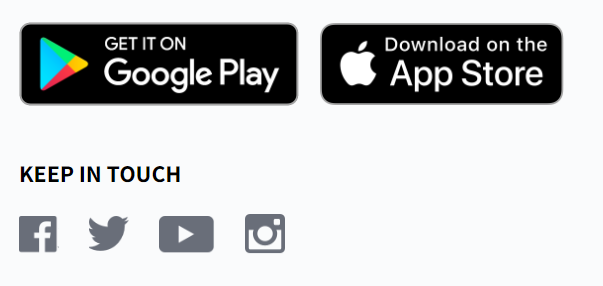 GET IT ON
Google Play
Download on the
App Store
KEEP IN TOUCH